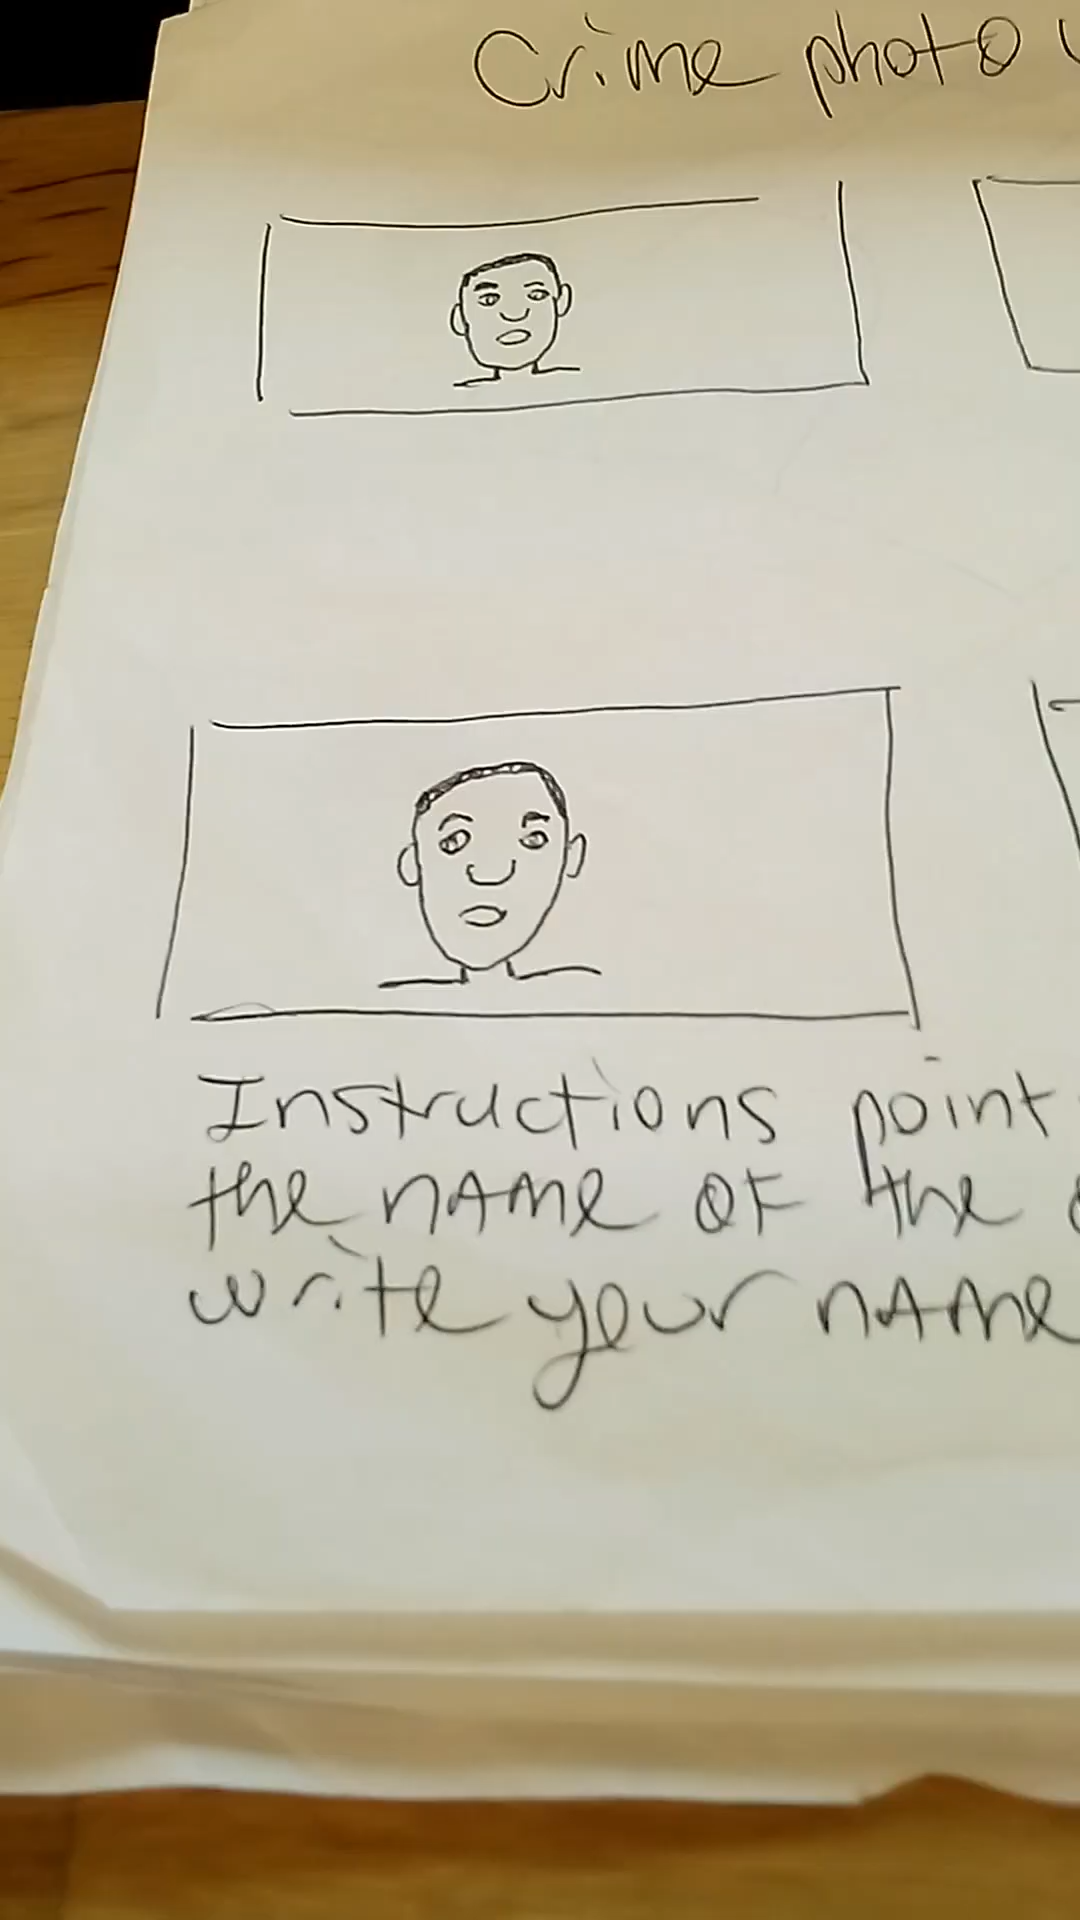 Crime photo
Instructions point
the name of the
write your name